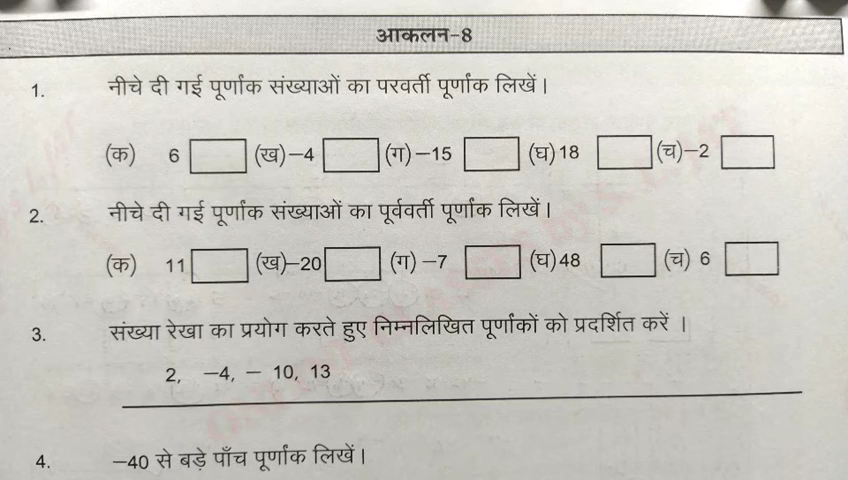 आकलन-8
1. नीचे दी गई पूर्णांक संख्याओं का परवर्ती पूर्णांक लिखें।
(क) 6 (ख) –4 (ग) –15 (घ) 18 (च) –2
2. नीचे दी गई पूर्णांक संख्याओं का पूर्ववर्ती पूर्णांक लिखें।
(क) 11 (ख) –20 (ग) –7 (घ) 48 (च) 6
3. संख्या रेखा का प्रयोग करते हुए निम्नलिखित पूर्णांकों को प्रदर्शित करें ।
2, –4, – 10, 13
4. –40 से बड़े पाँच पूर्णांक लिखें।